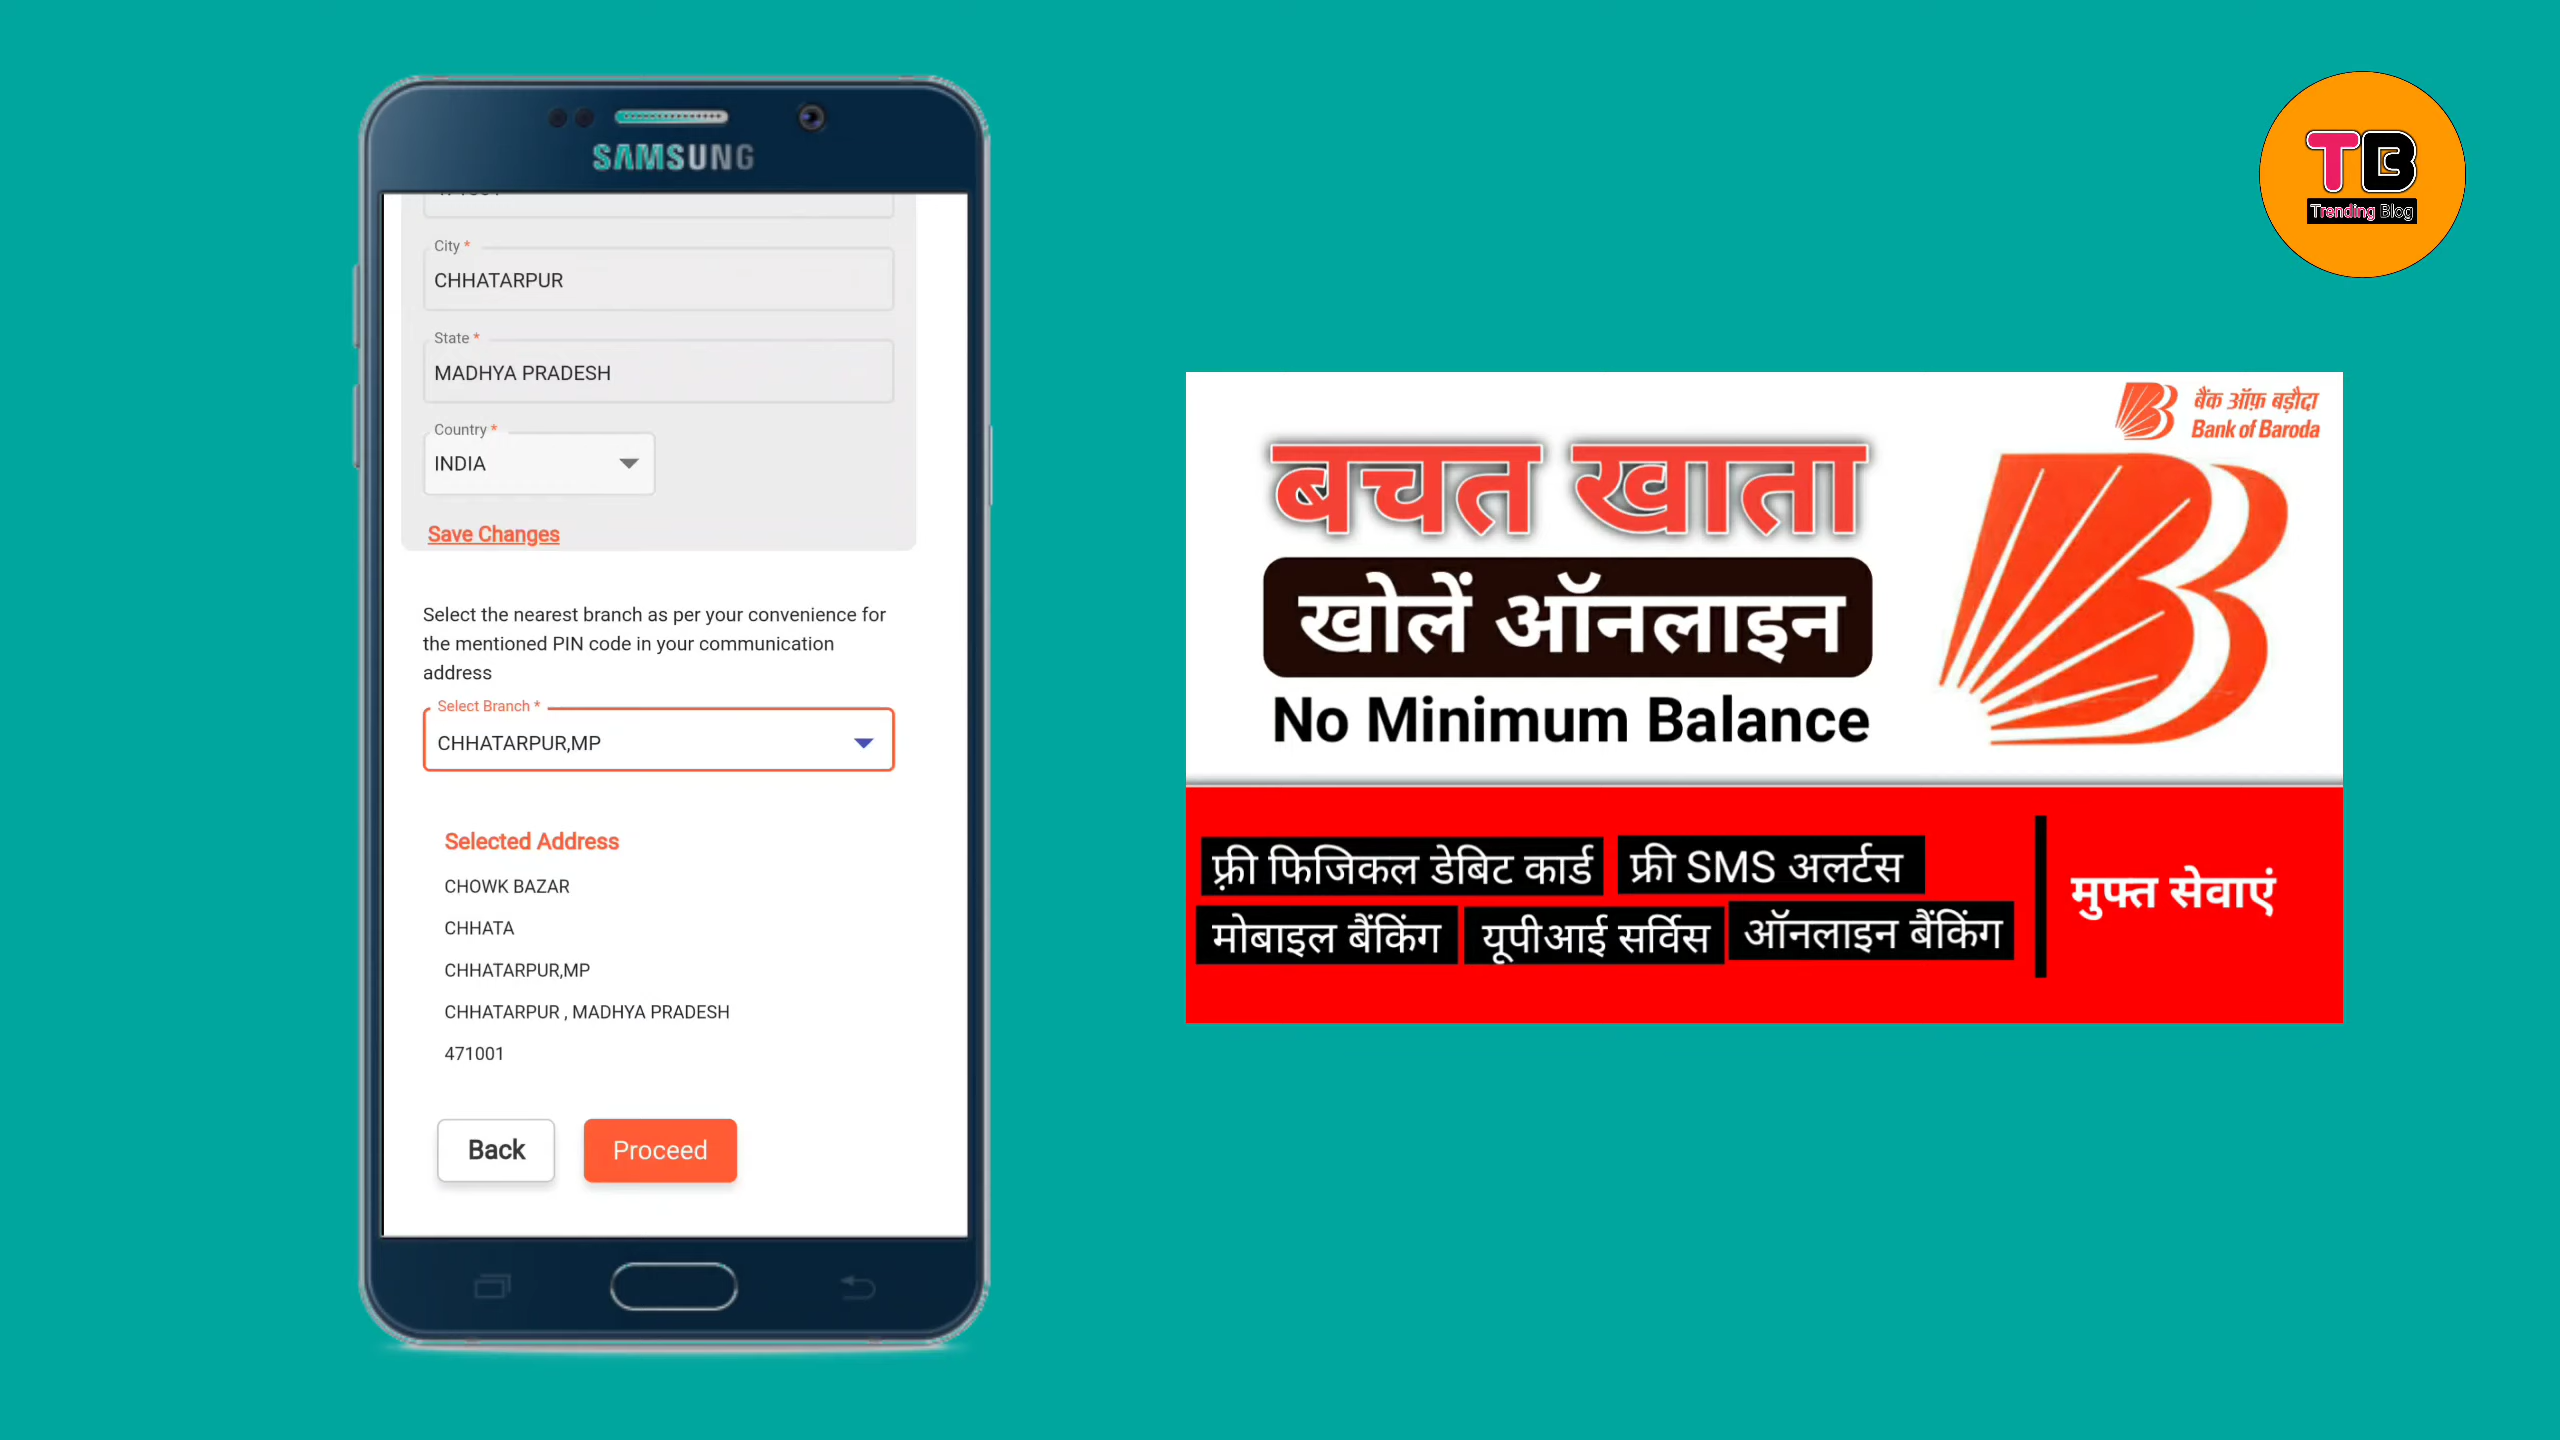 SAMSUNG
City *
CHHATARPUR
State *
MADHYA PRADESH
Country *
INDIA
Save Changes
Select the nearest branch as per your convenience for
the mentioned PIN code in your communication
address
Select Branch *
CHHATARPUR,MP
Selected Address
CHOWK BAZAR
CHHATA
CHHATARPUR,MP
CHHATARPUR , MADHYA PRADESH
471001
Back
Proceed
TB
Trending Blog
बैंक ऑफ़ बड़ौदा
Bank of Baroda
बचत खाता
खोलें ऑनलाइन
No Minimum Balance
फ़्री फिजिकल डेबिट कार्ड
फ्री SMS अलर्टस
मोबाइल बैंकिंग
यूपीआई सर्विस
ऑनलाइन बैंकिंग
मुफ्त सेवाएं